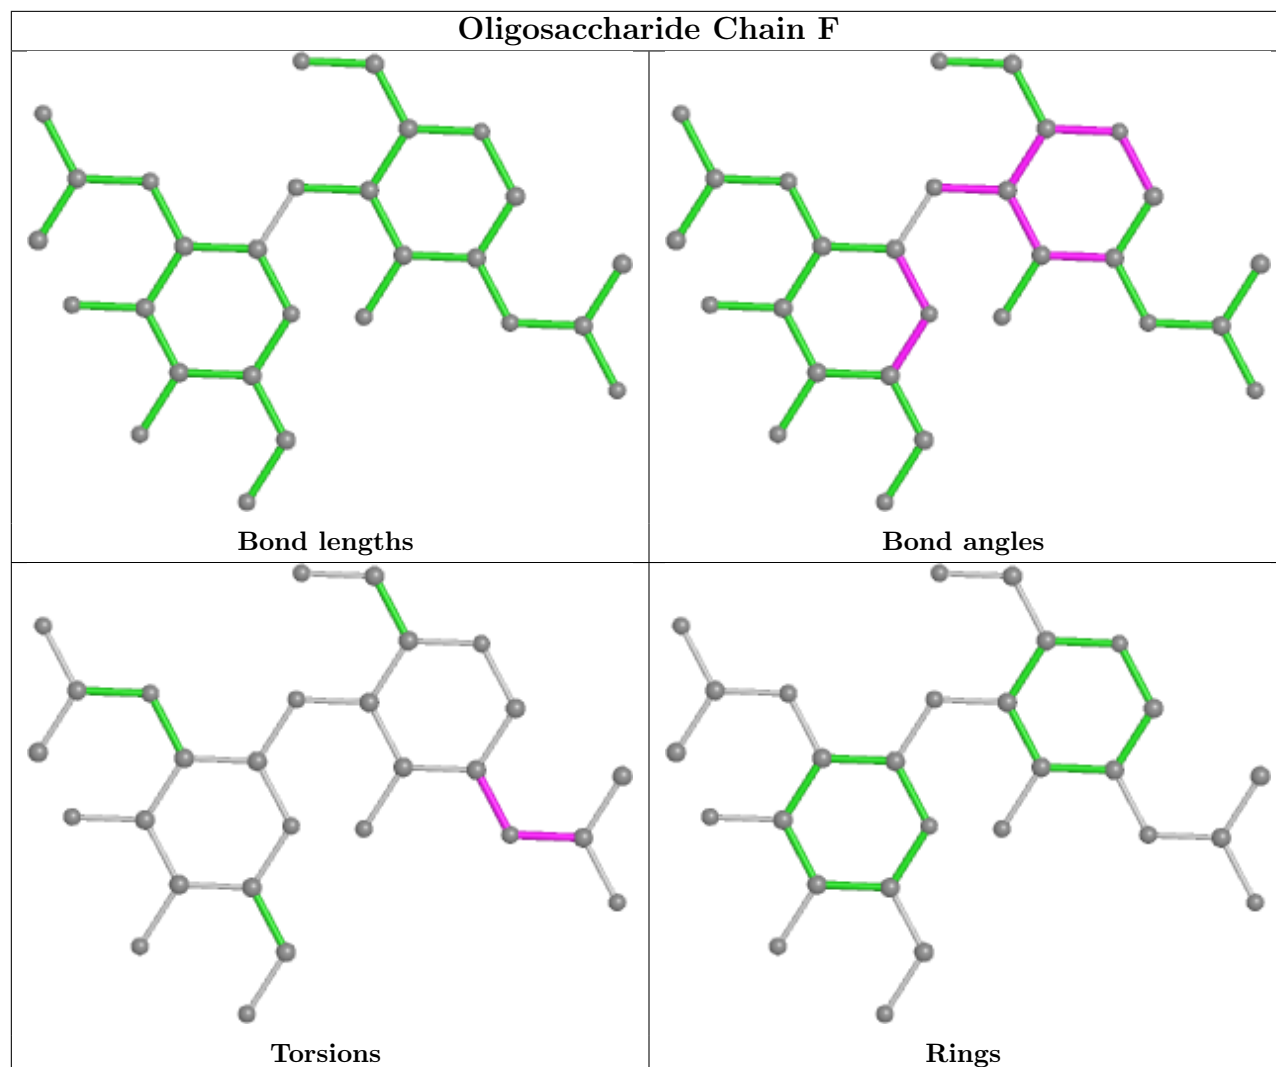 Oligosaccharide Chain F
Bond lengths
Bond angles
Torsions
Rings